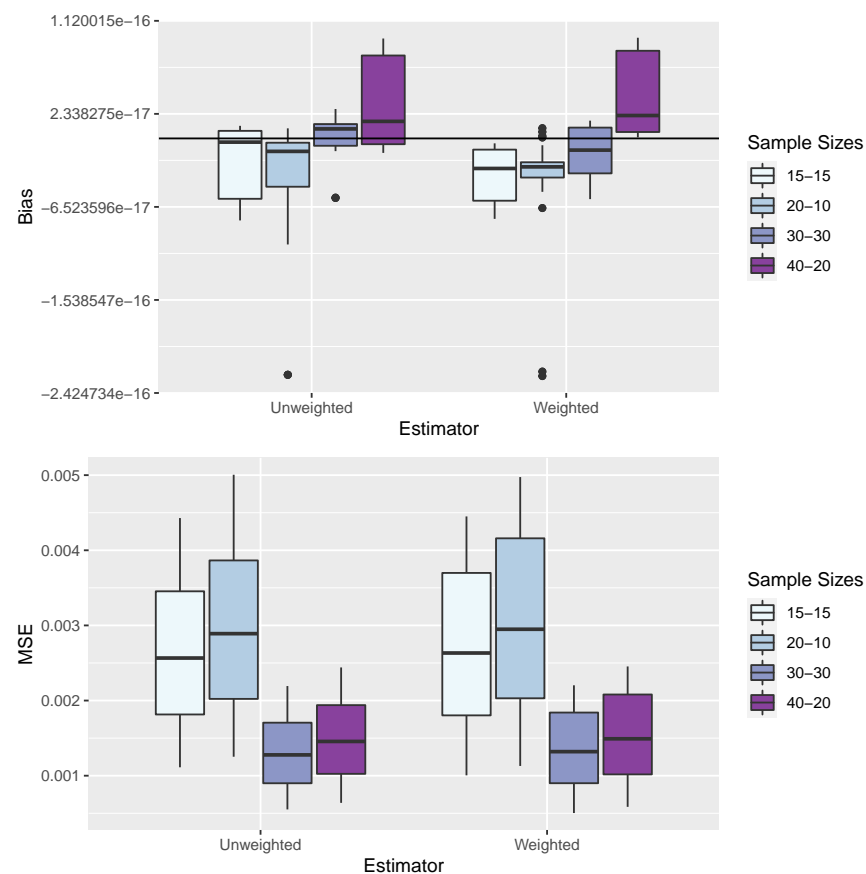 1.120015e−16
2.338275e−17
−6.523596e−17
−1.538547e−16
−2.424734e−16
Bias
Unweighted
Weighted
Estimator
Sample Sizes
15−15
20−10
30−30
40−20
0.005
0.004
0.003
0.002
0.001
MSE
Unweighted
Weighted
Estimator
Sample Sizes
15−15
20−10
30−30
40−20